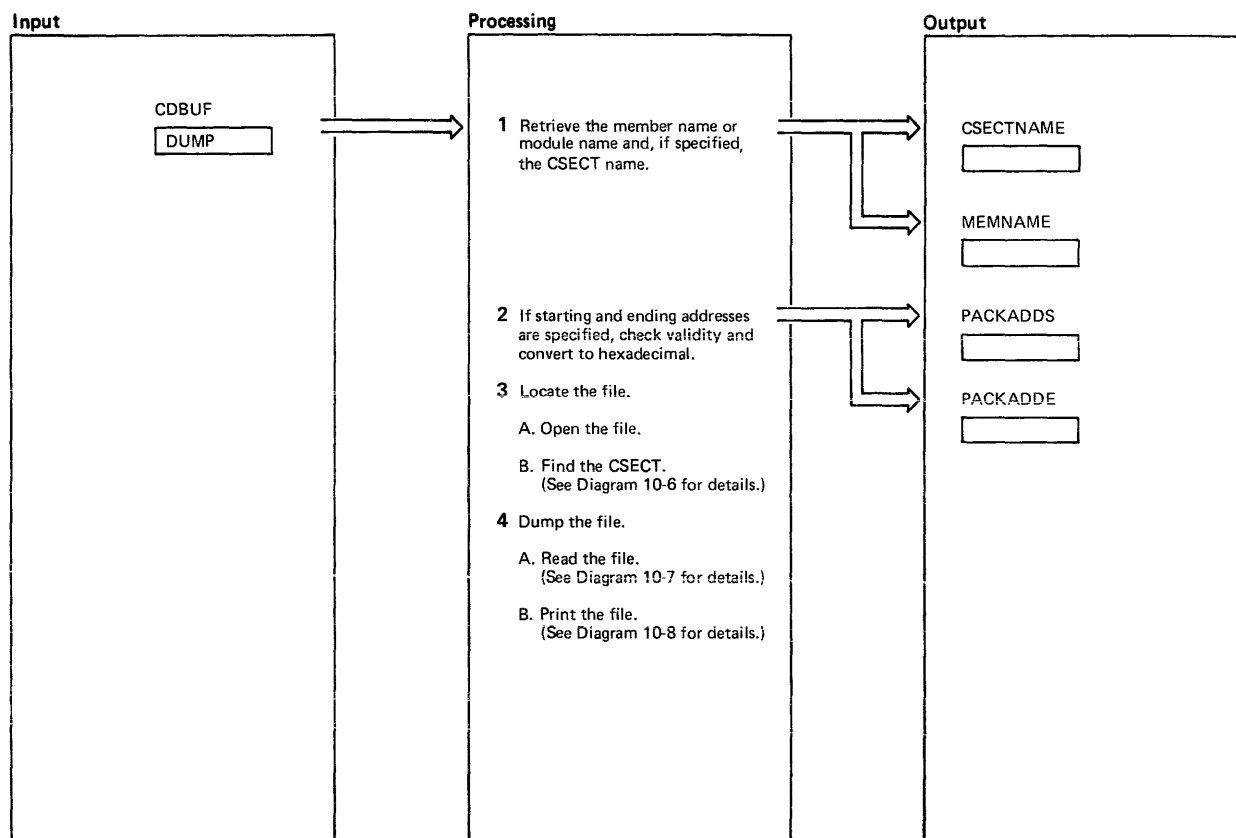 Input
Processing
Output
CDBUF
DUMP
1 Retrieve the member name or
module name and, if specified,
the CSECT name.
CSECTNAME
MEMNAME
2 If starting and ending addresses
are specified, check validity and
convert to hexadecimal.
PACKADDS
3 Locate the file.
PACKADDE
A. Open the file.
B. Find the CSECT.
(See Diagram 10-6 for details.)
4 Dump the file.
A. Read the file.
(See Diagram 10-7 for details.)
B. Print the file.
(See Diagram 10-8 for details.)